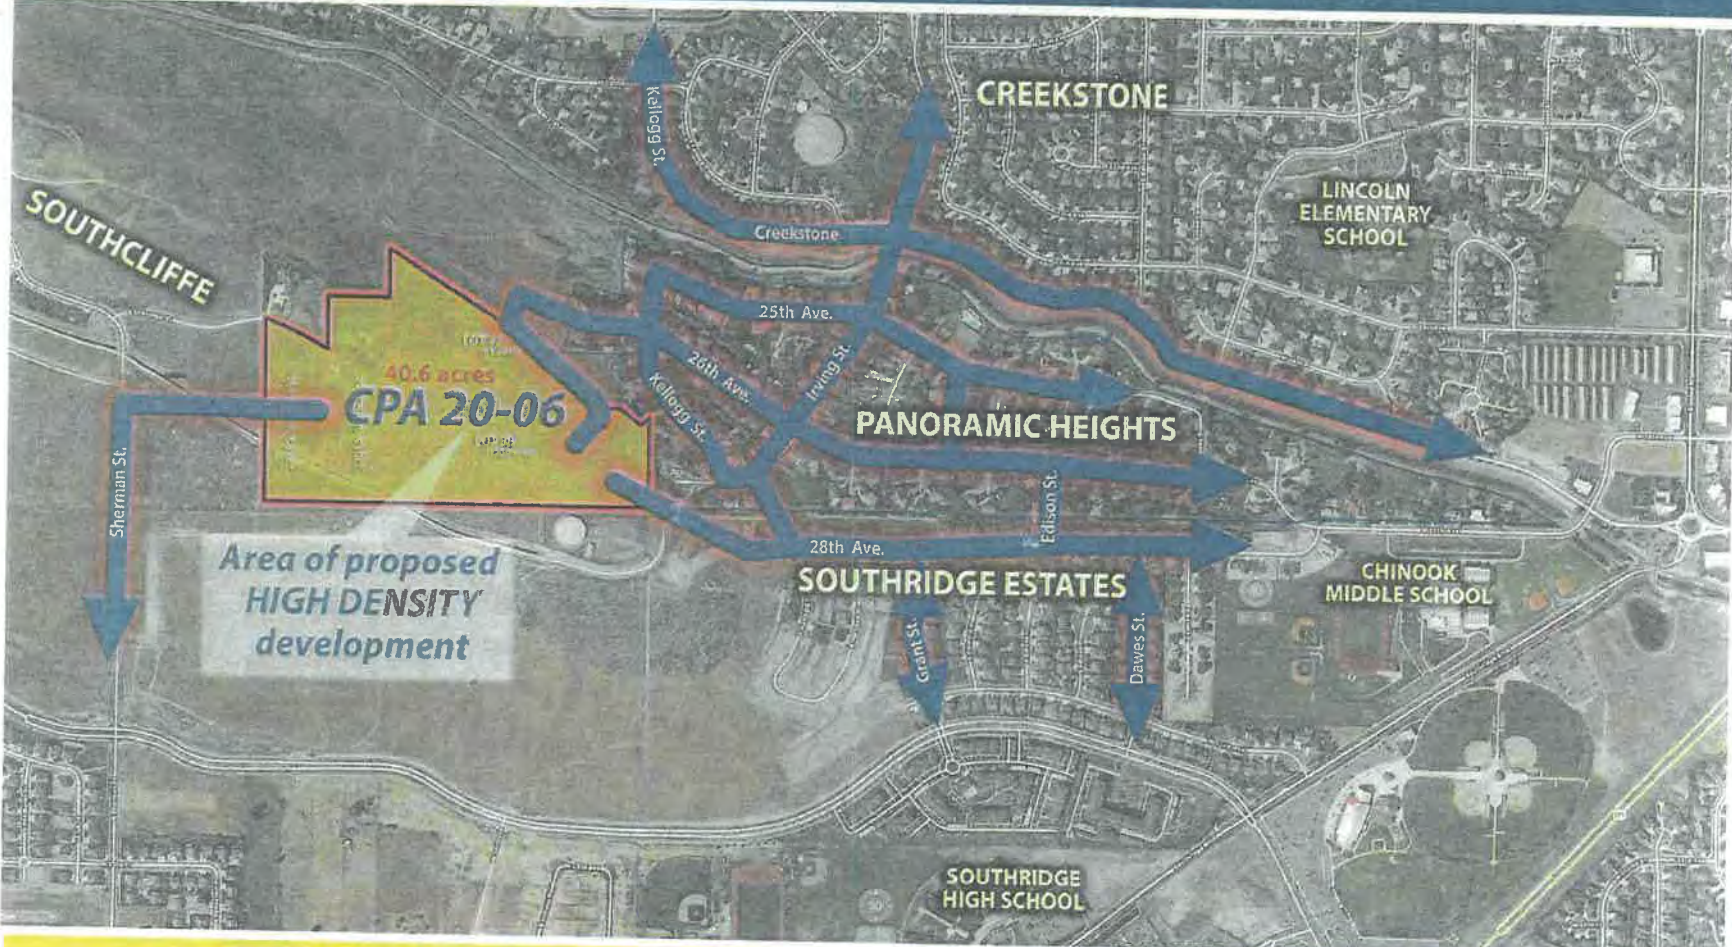 CREEKSTONE
Kellogg St.
LINCOLN
ELEMENTARY
SCHOOL
SOUTHCLIFFE
Creekstone
25th Ave.
40.6 acres
CPA 20-06
26th Ave.
Irving St.
Kellogg St.
PANORAMIC HEIGHTS
Sherman St.
Edison St.
Area of proposed
HIGH DENSITY
development
28th Ave.
SOUTHRIDGE ESTATES
CHINOOK
MIDDLE SCHOOL
Grant St.
Dawes St.
SOUTHRIDGE
HIGH SCHOOL